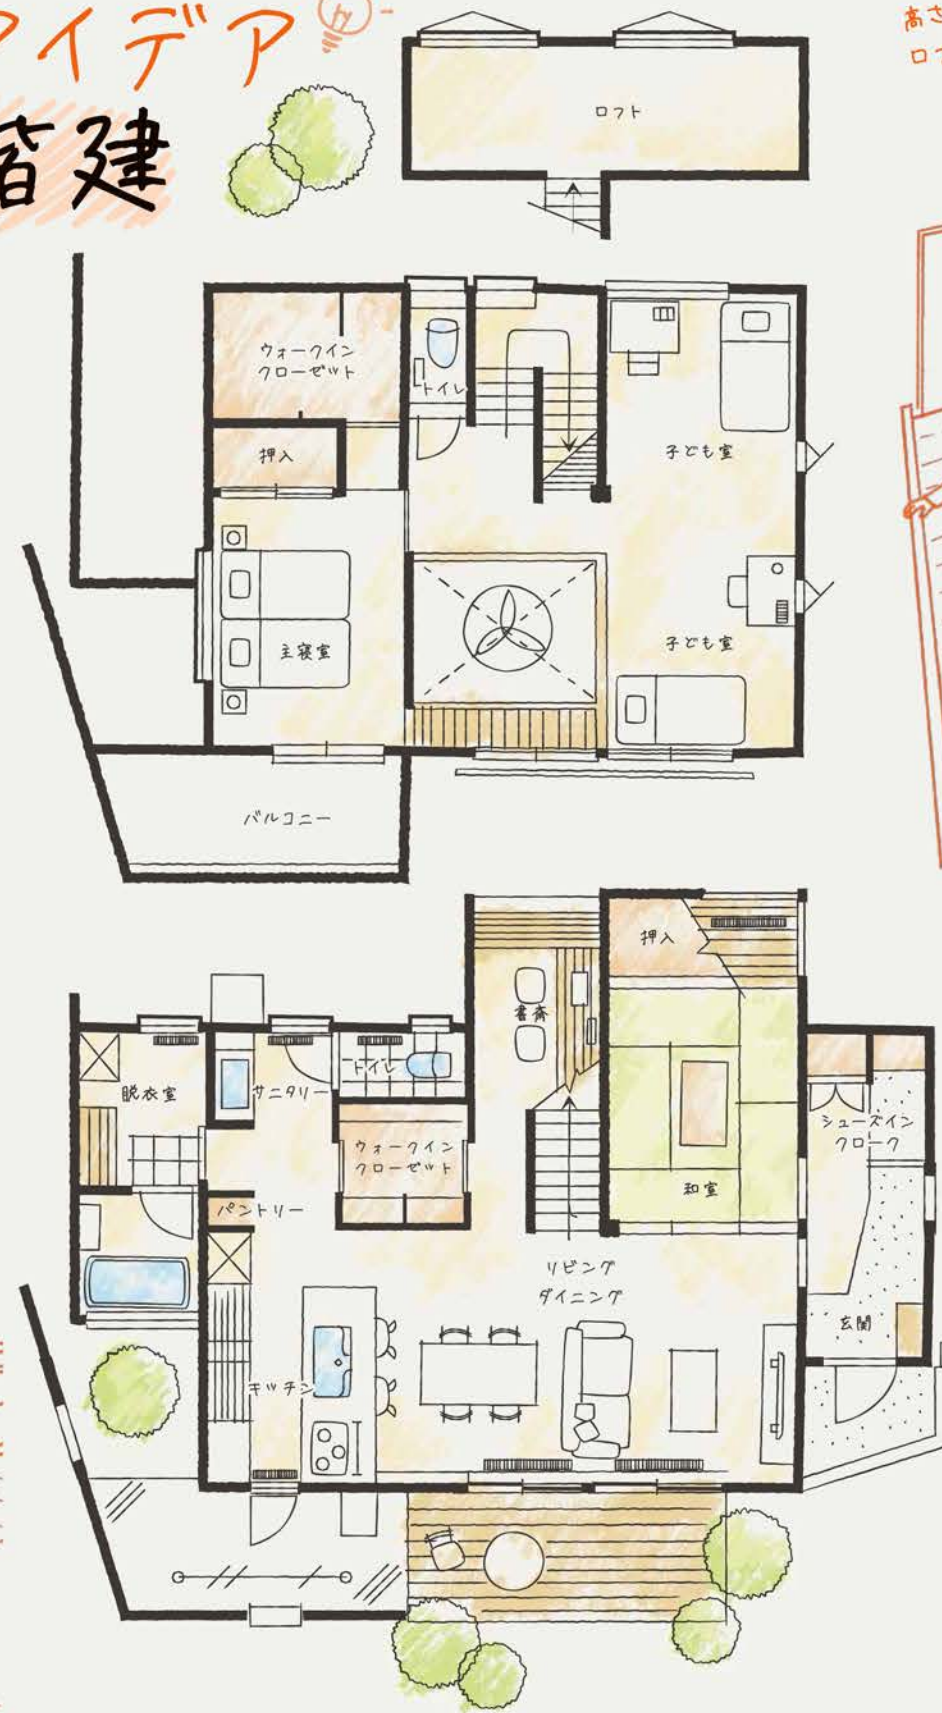 アイデア
階建
高さ
ロフ
ロフト
ウォークイン
クローゼット
トイレ
押入
子ども室
主寝室
子ども室
バルコニー
押入
書斎
脱衣室
サニタリー
トイレ
シューズイン
クローク
ウォークイン
クローゼット
和室
パントリー
リビング
ダイニング
玄関
キッチン